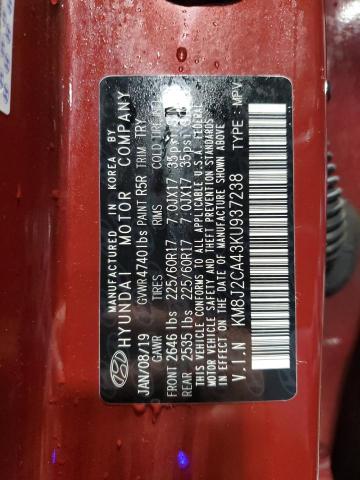 MANUFACTURED IN KOREA BY
HYUNDAI MOTOR COMPANY
JAN/08/19 GVWR 4740lbs PAINT R5R TRIM TRY
GAWR TIRES RIMS COLD TIRE
FRONT 2646 lbs 225/60R17 7.0JX17 35psi
REAR 2535 lbs 225/60R17 7.0JX17 35psi
THIS VEHICLE CONFORMS TO ALL APPLICABLE U.S.A FEDERAL
MOTOR VEHICLE SAFETY, BUMPER, AND THEFT PREVENTION STANDARDS
IN EFFECT ON THE DATE OF MANUFACTURE SHOWN ABOVE
V.I.N KM8J2CA43KU937238 TYPE : MPV